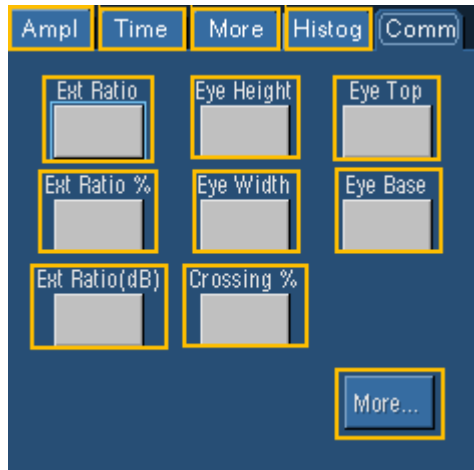 Ampl Time More Histog Comm
Ext Ratio Eye Height Eye Top
Ext Ratio % Eye Width Eye Base
Ext Ratio(dB) Crossing %
More...